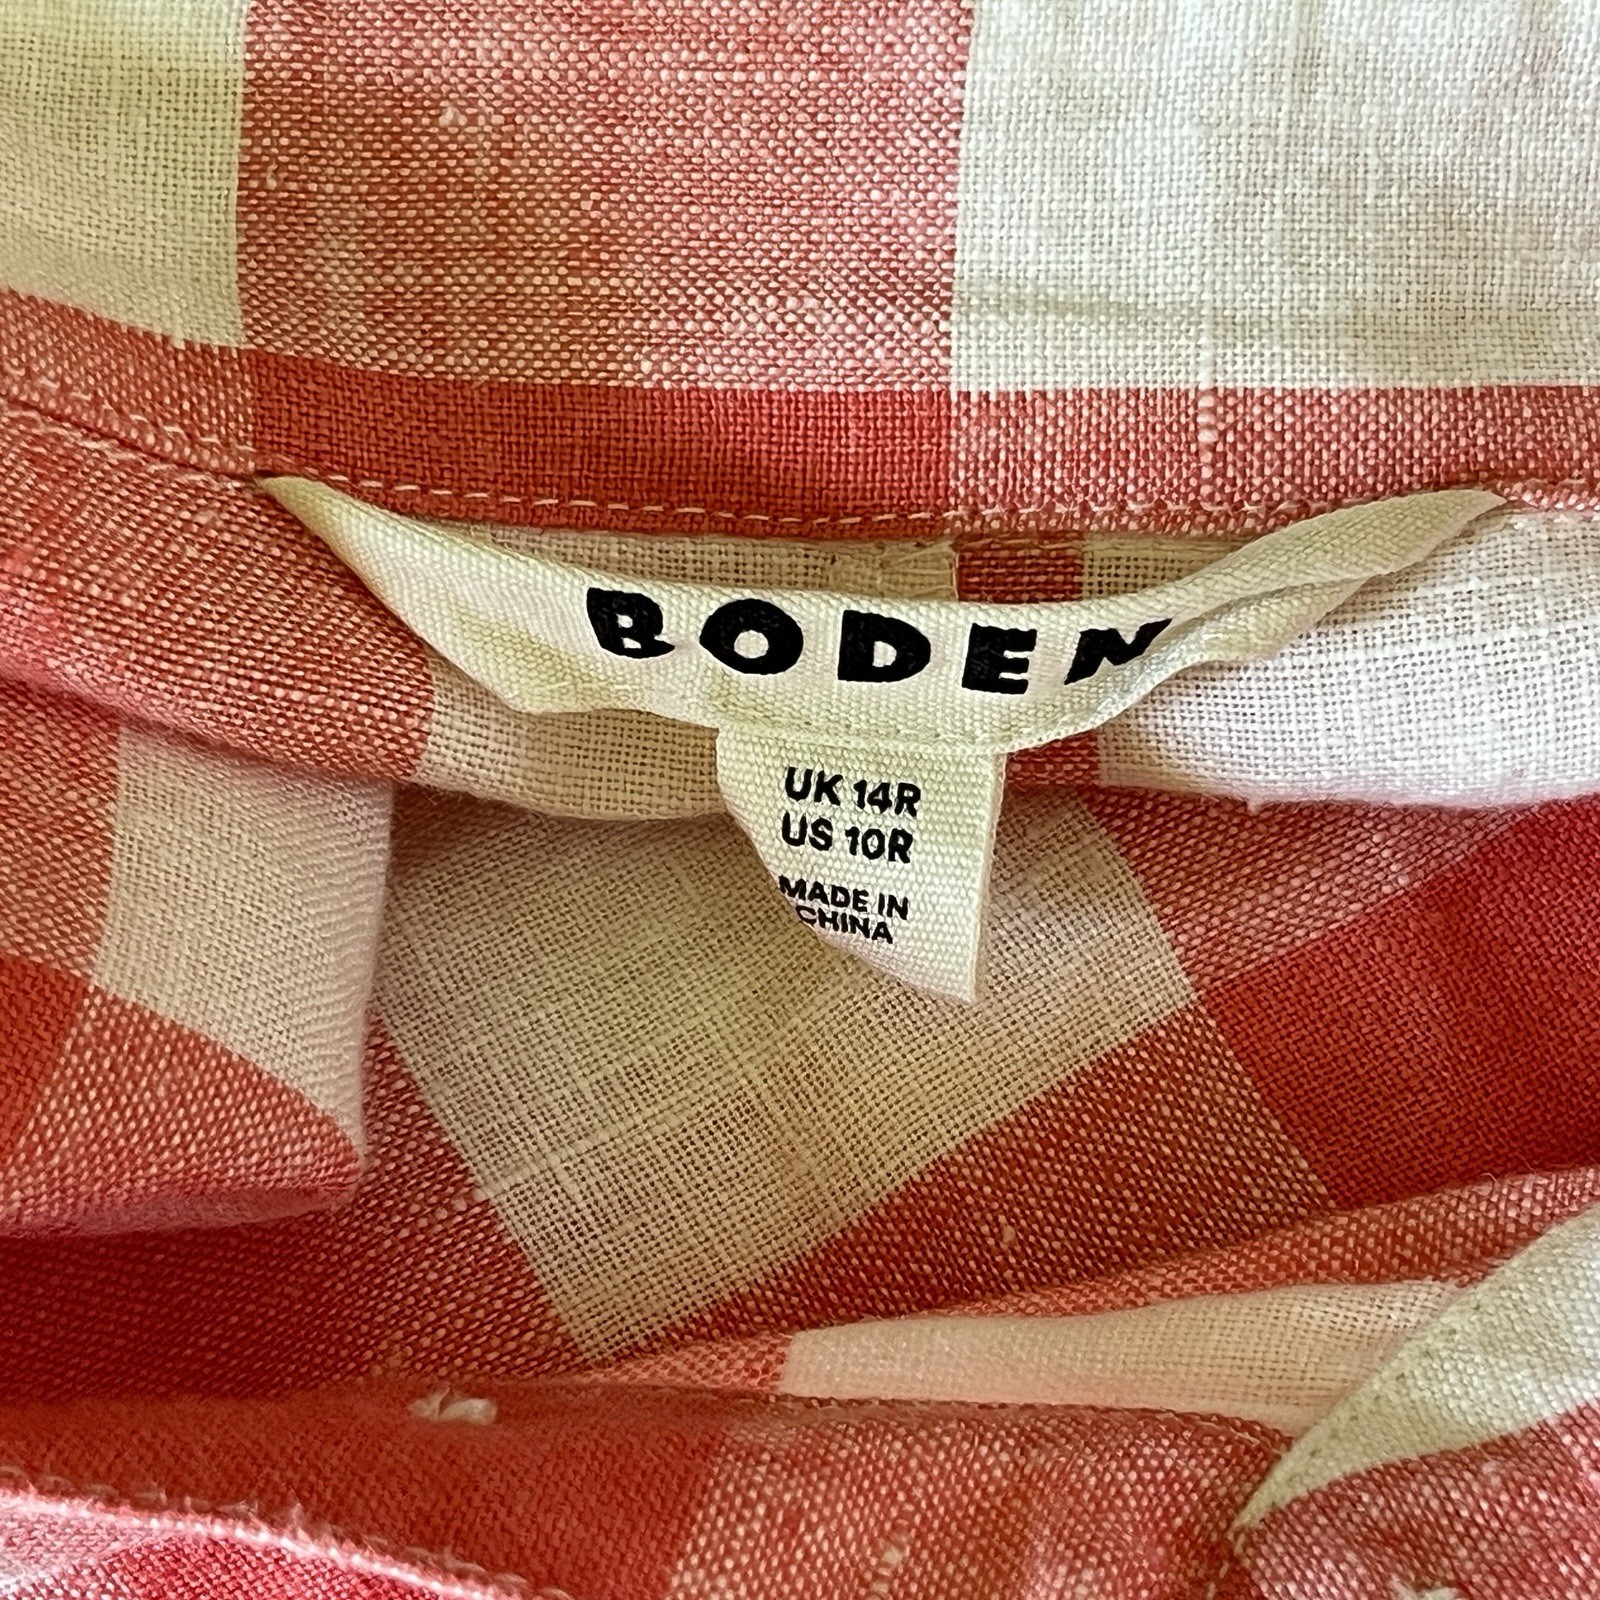 BODEN
UK 14R
US 10R
MADE IN
CHINA